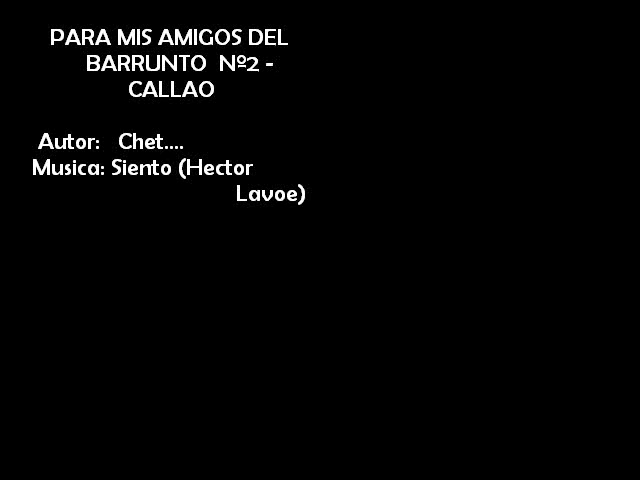 PARA MIS AMIGOS DEL
BARRUNTO Nº2 -
CALLAO
Autor: Chet....
Musica: Siento (Hector
Lavoe)